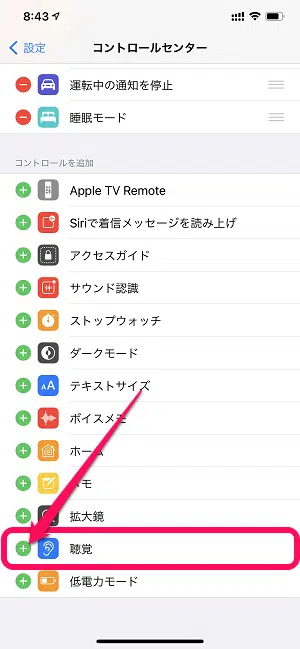 8:43
設定
コントロールセンター
運転中の通知を停止
睡眠モード
コントロールを追加
Apple TV Remote
Siriで着信メッセージを読み上げ
アクセスガイド
サウンド認識
ストップウォッチ
ダークモード
AA テキストサイズ
ボイスメモ
ホーム
メモ
拡大鏡
聴覚
低電力モード